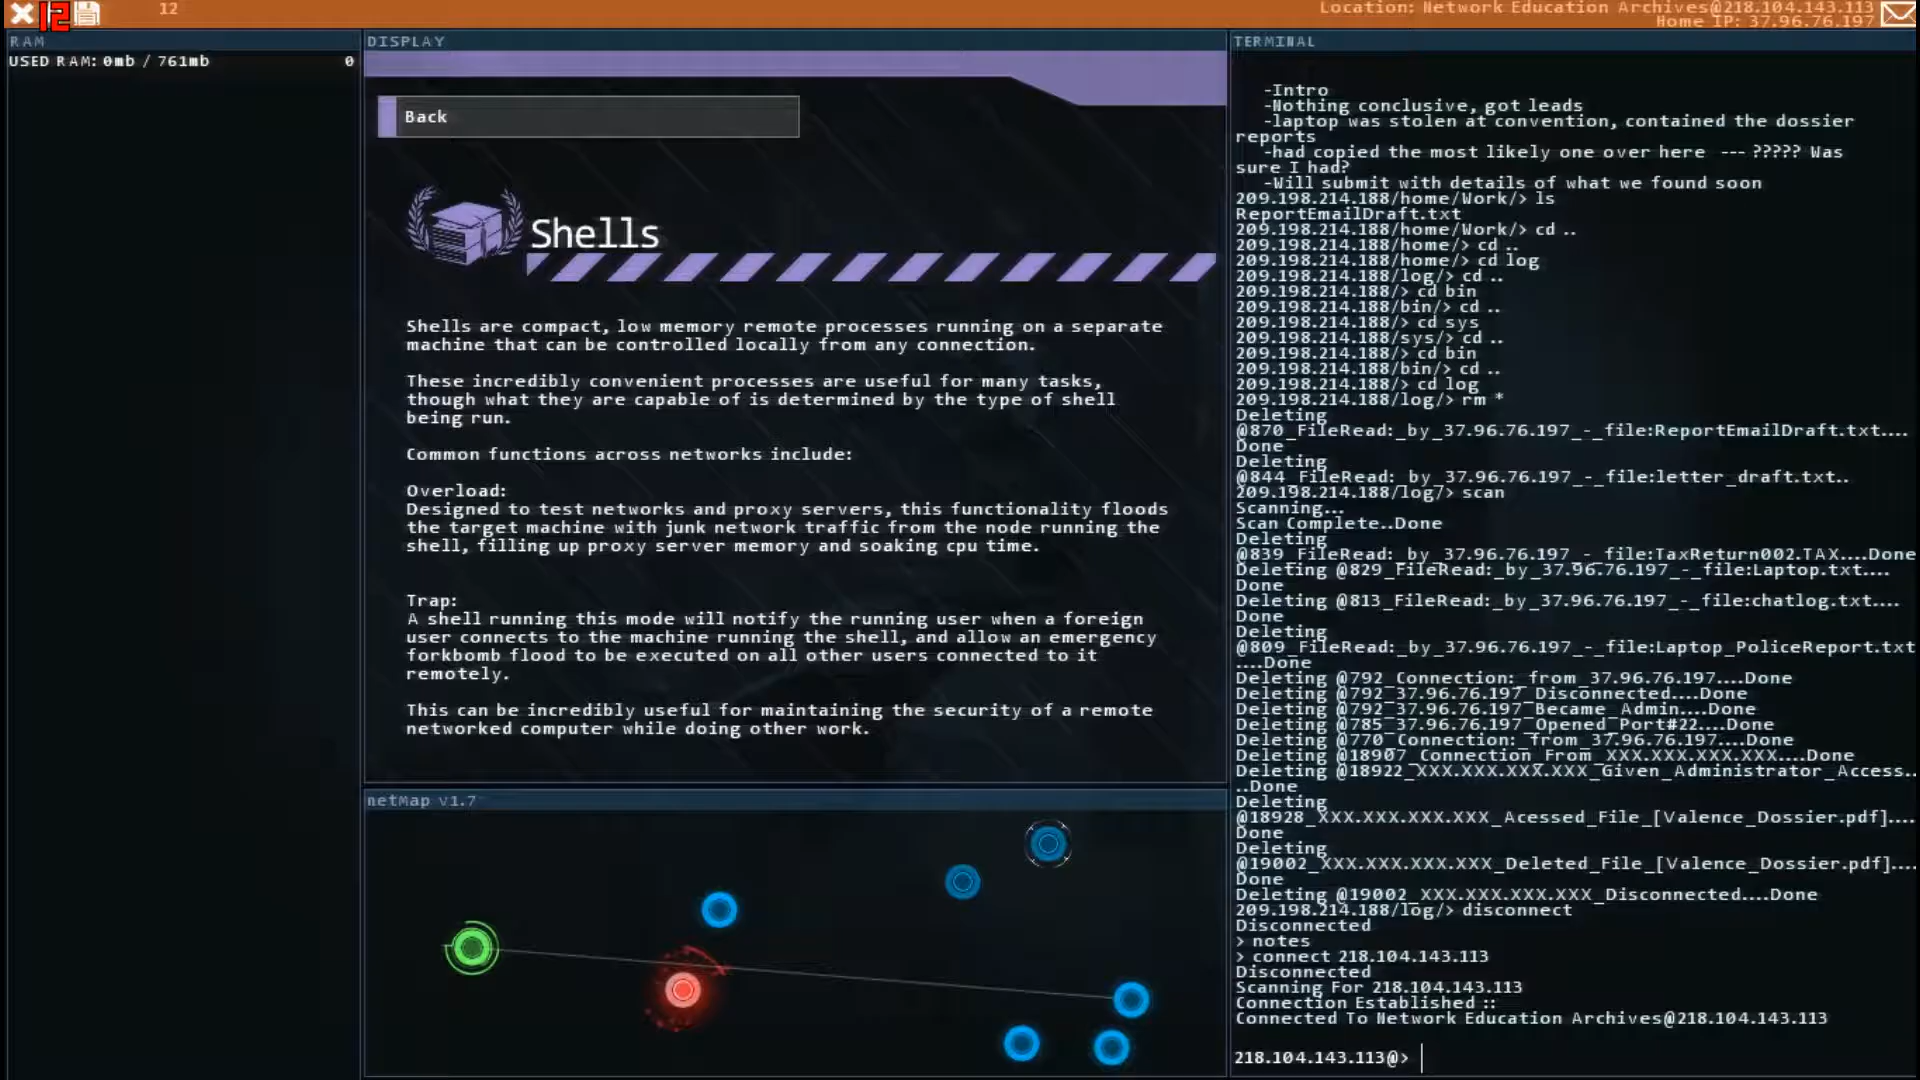 12
12
Location: Network Education Archives@218.104.143.113
Home IP: 37.96.76.197
RAM
USED RAM: 0mb / 761mb
0
DISPLAY
Back
Shells
Shells are compact, low memory remote processes running on a separate
machine that can be controlled locally from any connection.
These incredibly convenient processes are useful for many tasks,
though what they are capable of is determined by the type of shell
being run.
Common functions across networks include:
Overload:
Designed to test networks and proxy servers, this functionality floods
the target machine with junk network traffic from the node running the
shell, filling up proxy server memory and soaking cpu time.
Trap:
A shell running this mode will notify the running user when a foreign
user connects to the machine running the shell, and allow an emergency
forkbomb flood to be executed on all other users connected to it
remotely.
This can be incredibly useful for maintaining the security of a remote
networked computer while doing other work.
netMap v1.7
TERMINAL
-Intro
-Nothing conclusive, got leads
-laptop was stolen at convention, contained the dossier
reports
-had copied the most likely one over here --- ????? Was
sure I had?
-Will submit with details of what we found soon
209.198.214.188/home/Work/> ls
ReportEmailDraft.txt
209.198.214.188/home/Work/> cd ..
209.198.214.188/home/> cd ..
209.198.214.188/home/> cd log
209.198.214.188/log/> cd ..
209.198.214.188/> cd bin
209.198.214.188/bin/> cd ..
209.198.214.188/> cd sys
209.198.214.188/sys/> cd ..
209.198.214.188/> cd bin
209.198.214.188/bin/> cd ..
209.198.214.188/> cd log
209.198.214.188/log/> rm *
Deleting
@870_FileRead:_by_37.96.76.197_-_file:ReportEmailDraft.txt....
Done
Deleting
@844_FileRead:_by_37.96.76.197_-_file:letter_draft.txt..
209.198.214.188/log/> scan
Scanning...
Scan Complete..Done
Deleting
@839_FileRead:_by_37.96.76.197_-_file:TaxReturn002.TAX....Done
Deleting @829_FileRead:_by_37.96.76.197_-_file:Laptop.txt....
Done
Deleting @813_FileRead:_by_37.96.76.197_-_file:chatlog.txt....
Done
Deleting
@809_FileRead:_by_37.96.76.197_-_file:Laptop_PoliceReport.txt
....Done
Deleting @792_Connection:_from_37.96.76.197....Done
Deleting @792_37.96.76.197_Disconnected....Done
Deleting @792_37.96.76.197_Became_Admin....Done
Deleting @785_37.96.76.197_Opened_Port#22....Done
Deleting @770_Connection:_from_37.96.76.197....Done
Deleting @18907_Connection_From_XXX.XXX.XXX.XXX....Done
Deleting @18922_XXX.XXX.XXX.XXX_Given_Administrator_Access..
..Done
Deleting
@18928_XXX.XXX.XXX.XXX_Acessed_File_[Valence_Dossier.pdf]....
Done
Deleting
@19002_XXX.XXX.XXX.XXX_Deleted_File_[Valence_Dossier.pdf]....
Done
Deleting @19002_XXX.XXX.XXX.XXX_Disconnected....Done
209.198.214.188/log/> disconnect
Disconnected
> notes
> connect 218.104.143.113
Disconnected
Scanning For 218.104.143.113
Connection Established ::
Connected To Network Education Archives@218.104.143.113
218.104.143.113@>